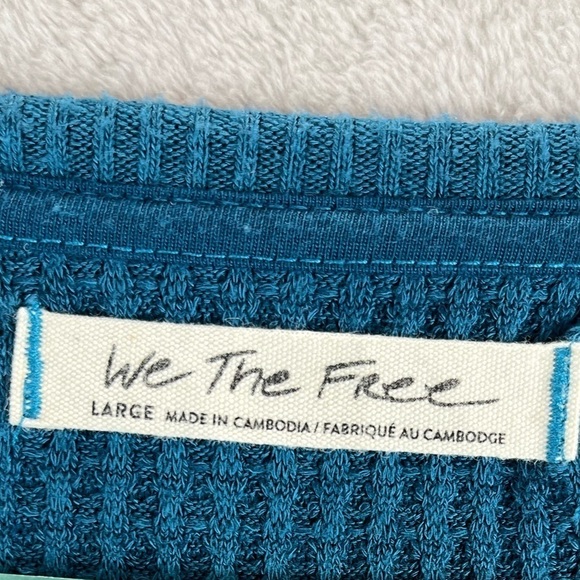 We The Free
LARGE MADE IN CAMBODIA / FABRIQUÉ AU CAMBODGE